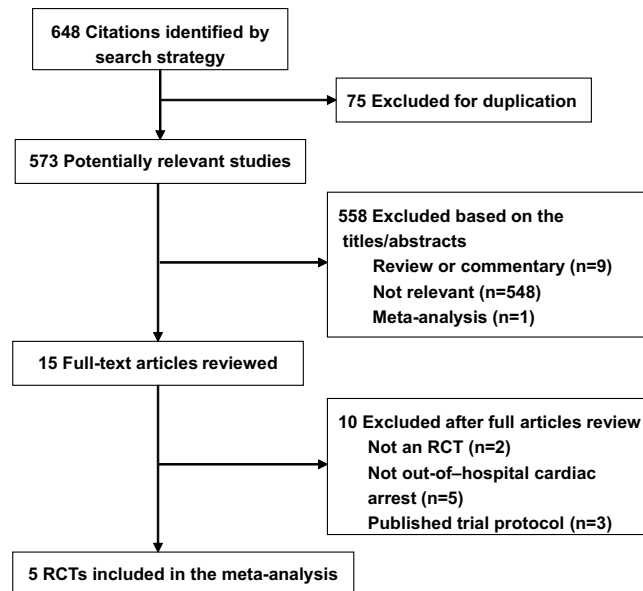 648 Citations identified by
search strategy
75 Excluded for duplication
573 Potentially relevant studies
558 Excluded based on the
titles/abstracts
Review or commentary (n=9)
Not relevant (n=548)
Meta-analysis (n=1)
15 Full-text articles reviewed
10 Excluded after full articles review
Not an RCT (n=2)
Not out-of–hospital cardiac
arrest (n=5)
Published trial protocol (n=3)
5 RCTs included in the meta-analysis